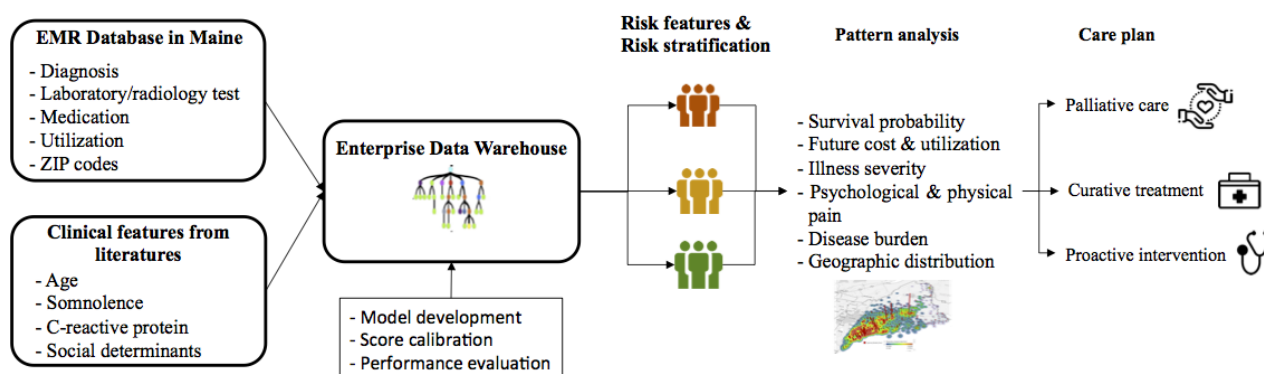 EMR Database in Maine
- Diagnosis
- Laboratory/radiology test
- Medication
- Utilization
- ZIP codes
Clinical features from
literatures
- Age
- Somnolence
- C-reactive protein
- Social determinants
Enterprise Data Warehouse
- Model development
- Score calibration
- Performance evaluation
Risk features &
Risk stratification
Pattern analysis
- Survival probability
- Future cost & utilization
- Illness severity
- Psychological & physical
pain
- Disease burden
- Geographic distribution
Care plan
Palliative care
Curative treatment
Proactive intervention